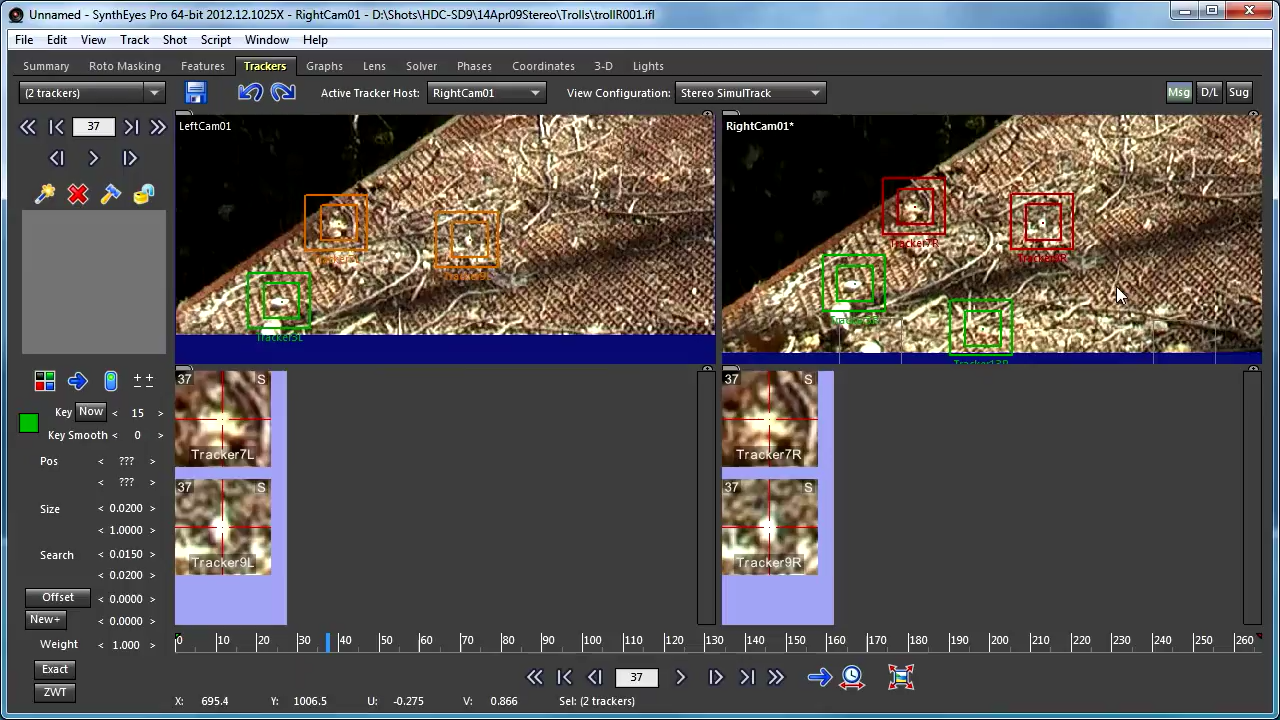 Unnamed - SynthEyes Pro 64-bit 2012.12.1025X - RightCam01 - D:\Shots\HDC-SD9\14Apr09Stereo\Trolls\trollR001.ifl
File Edit View Track Shot Script Window Help
Summary Roto Masking Features Trackers Graphs Lens Solver Phases Coordinates 3-D Lights
(2 trackers) Active Tracker Host: RightCam01 View Configuration: Stereo SimulTrack Msg D/L Sug
37
LeftCam01
RightCam01*
Tracker7R
Tracker9L
Tracker9R
Tracker3L
Tracker13R
37 S
Tracker7L
37 S
Tracker9L
37 S
Tracker7R
37 S
Tracker9R
Key Now < 15 >
Key Smooth < 0 >
Pos < ??? >
< ??? >
Size < 0.0200 >
< 1.0000 >
Search < 0.0150 >
< 0.0200 >
Offset < 0.0000 >
New+ < 0.0000 >
Weight < 1.000 >
Exact
ZWT
0 10 20 30 40 50 60 70 80 90 100 110 120 130 140 150 160 170 180 190 200 210 220 230 240 250 260
37
X: 695.4 Y: 1006.5 U: -0.275 V: 0.866 Sel: (2 trackers)